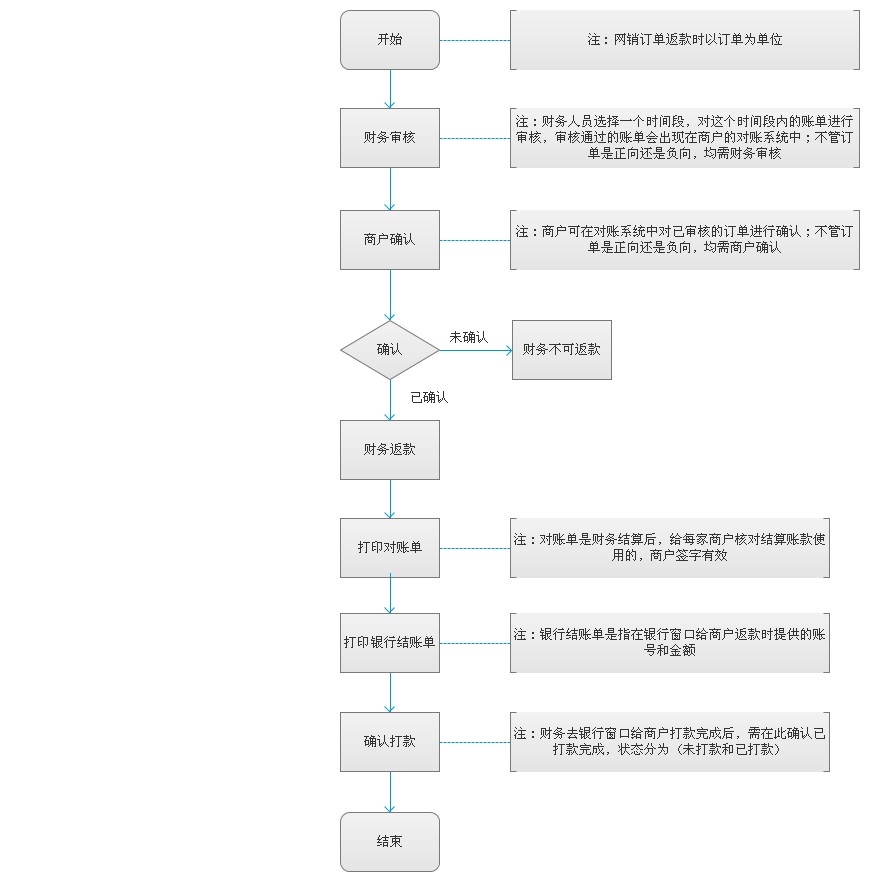 开始
注：网销订单返款时以订单为单位
财务审核
注：财务人员选择一个时间段，对这个时间段内的账单进行
审核，审核通过的账单会出现在商户的对账系统中；不管订
单是正向还是负向，均需财务审核
商户确认
注：商户可在对账系统中对已审核的订单进行确认；不管订
单是正向还是负向，均需商户确认
确认
未确认
财务不可返款
已确认
财务返款
打印对账单
注：对账单是财务结算后，给每家商户核对结算账款使
用的，商户签字有效
打印银行结账单
注：银行结账单是指在银行窗口给商户返款时提供的账
号和金额
确认打款
注：财务去银行窗口给商户打款完成后，需在此确认已
打款完成，状态分为（未打款和已打款）
结束